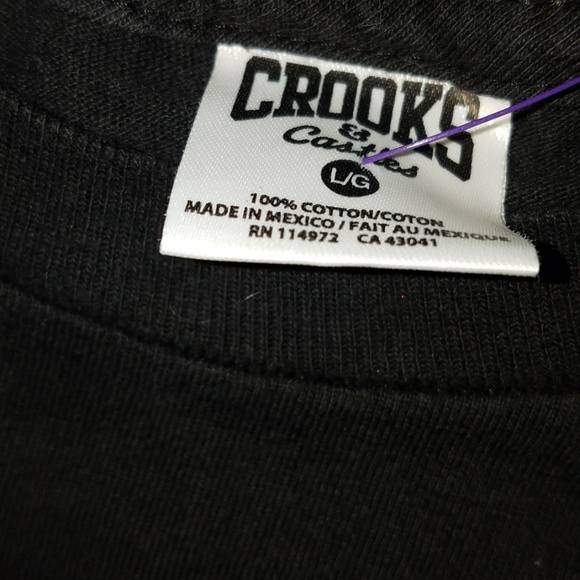 CROOKS
& Castles
L/G
100% COTTON/COTON
MADE IN MEXICO / FAIT AU MEXIQUE
RN 114972 CA 43041